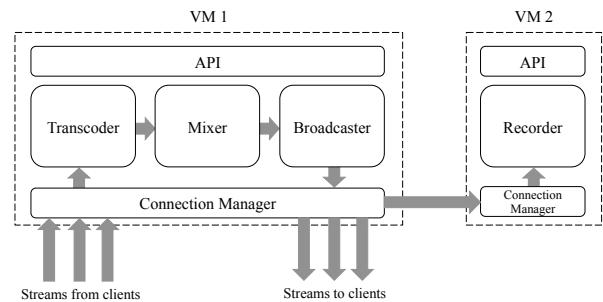 VM 1
VM 2
API
API
Transcoder
Mixer
Broadcaster
Recorder
Connection Manager
Connection
Manager
Streams from clients
Streams to clients